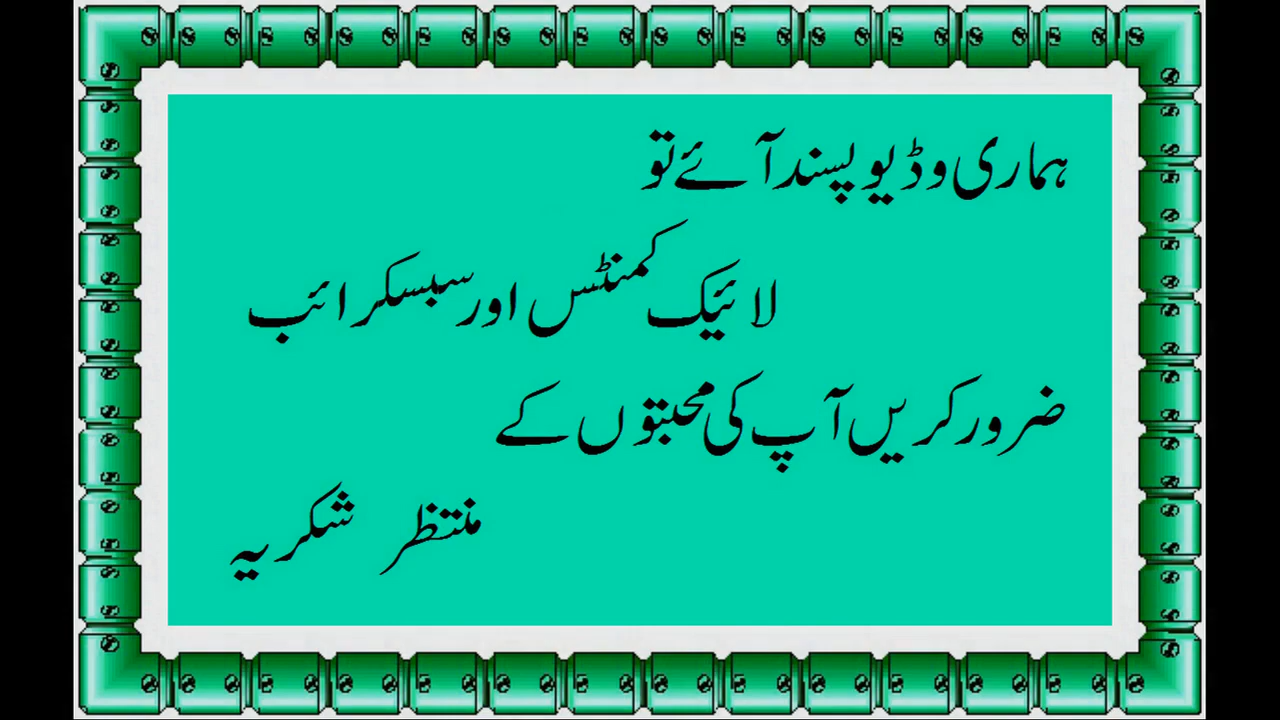 ہماری وڈیو پسند آئے تو
لائیک کمنٹس اور سبسکرائب
ضرور کریں آپ کی محبتوں کے
منتظر شکریہ